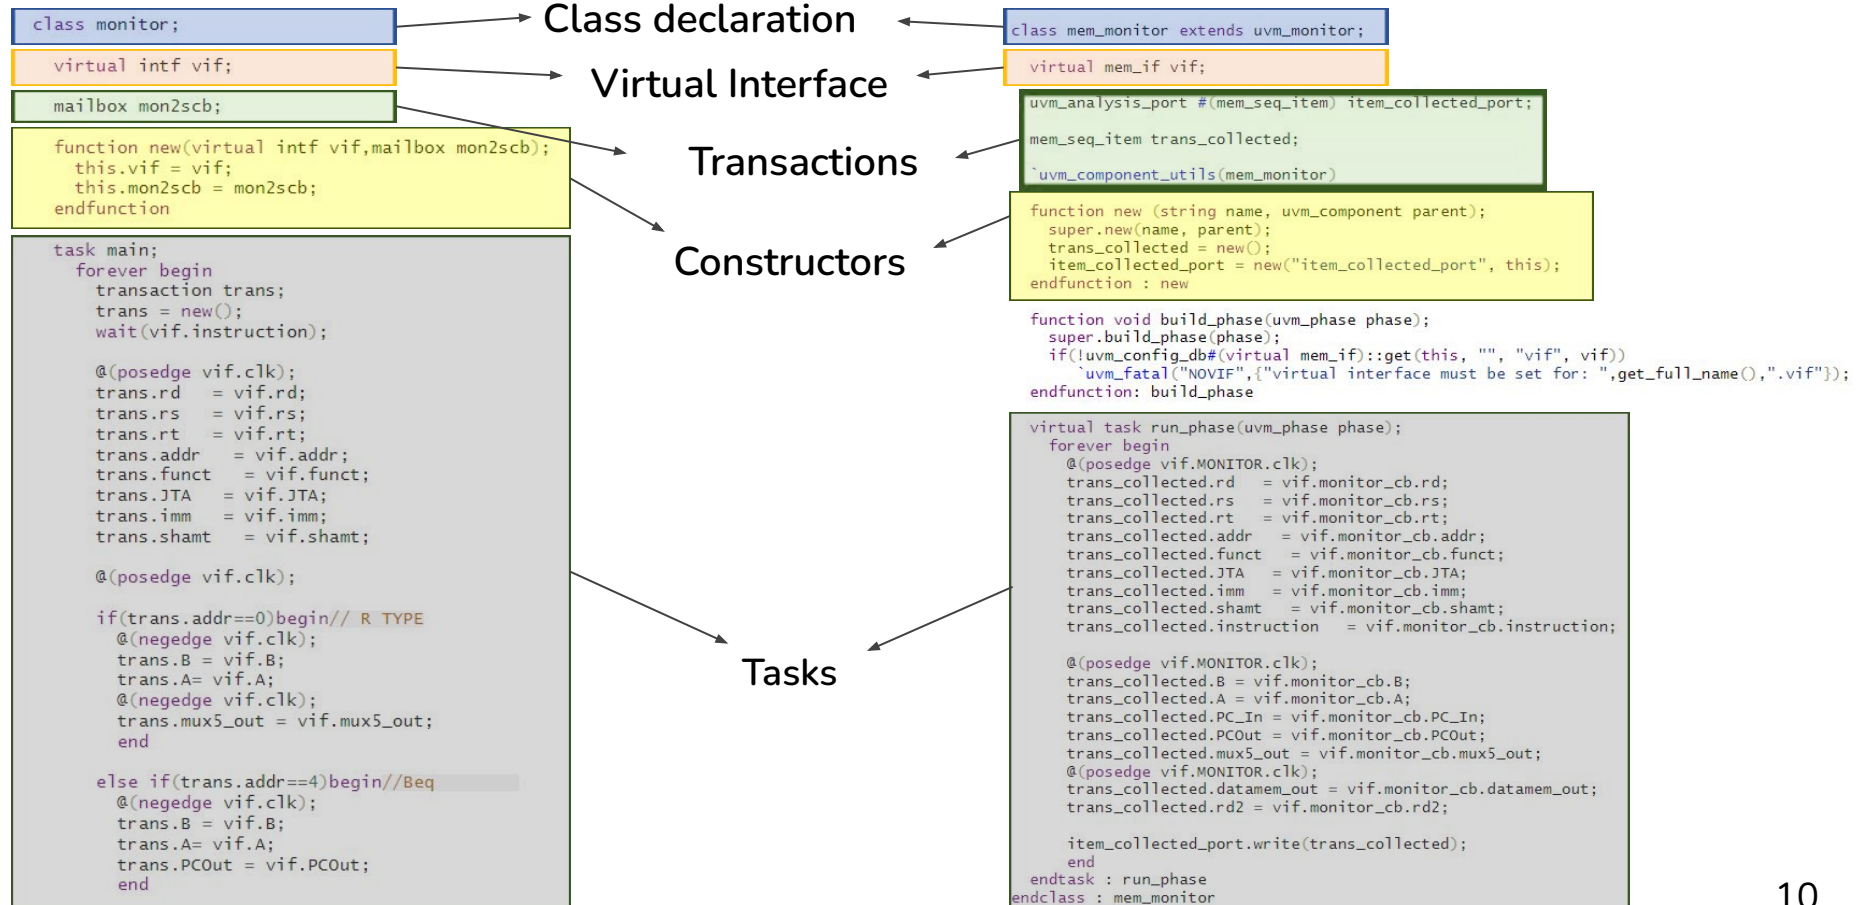 class monitor;
virtual intf vif;
mailbox mon2scb;
function new(virtual intf vif,mailbox mon2scb);
this.vif = vif;
this.mon2scb = mon2scb;
endfunction
task main;
forever begin
transaction trans;
trans = new();
wait(vif.instruction);
@(posedge vif.clk);
trans.rd   = vif.rd;
trans.rs   = vif.rs;
trans.rt   = vif.rt;
trans.addr   = vif.addr;
trans.funct   = vif.funct;
trans.JTA   = vif.JTA;
trans.imm   = vif.imm;
trans.shamt   = vif.shamt;
@(posedge vif.clk);
if(trans.addr==0)begin// R TYPE
@(negedge vif.clk);
trans.B = vif.B;
trans.A= vif.A;
@(negedge vif.clk);
trans.mux5_out = vif.mux5_out;
end
else if(trans.addr==4)begin//Beq
@(negedge vif.clk);
trans.B = vif.B;
trans.A= vif.A;
trans.PCOut = vif.PCOut;
end
Class declaration
Virtual Interface
Transactions
Constructors
Tasks
class mem_monitor extends uvm_monitor;
virtual mem_if vif;
uvm_analysis_port #(mem_seq_item) item_collected_port;
mem_seq_item trans_collected;
`uvm_component_utils(mem_monitor)
function new (string name, uvm_component parent);
super.new(name, parent);
trans_collected = new();
item_collected_port = new("item_collected_port", this);
endfunction : new
function void build_phase(uvm_phase phase);
super.build_phase(phase);
if(!uvm_config_db#(virtual mem_if)::get(this, "", "vif", vif))
`uvm_fatal("NOVIF",{"virtual interface must be set for: ",get_full_name(),".vif"});
endfunction: build_phase
virtual task run_phase(uvm_phase phase);
forever begin
@(posedge vif.MONITOR.clk);
trans_collected.rd   = vif.monitor_cb.rd;
trans_collected.rs   = vif.monitor_cb.rs;
trans_collected.rt   = vif.monitor_cb.rt;
trans_collected.addr   = vif.monitor_cb.addr;
trans_collected.funct   = vif.monitor_cb.funct;
trans_collected.JTA   = vif.monitor_cb.JTA;
trans_collected.imm   = vif.monitor_cb.imm;
trans_collected.shamt   = vif.monitor_cb.shamt;
trans_collected.instruction   = vif.monitor_cb.instruction;
@(posedge vif.MONITOR.clk);
trans_collected.B = vif.monitor_cb.B;
trans_collected.A = vif.monitor_cb.A;
trans_collected.PC_In = vif.monitor_cb.PC_In;
trans_collected.PCOut = vif.monitor_cb.PCOut;
trans_collected.mux5_out = vif.monitor_cb.mux5_out;
@(posedge vif.MONITOR.clk);
trans_collected.datamem_out = vif.monitor_cb.datamem_out;
trans_collected.rd2 = vif.monitor_cb.rd2;
item_collected_port.write(trans_collected);
end
endtask : run_phase
endclass : mem_monitor
10